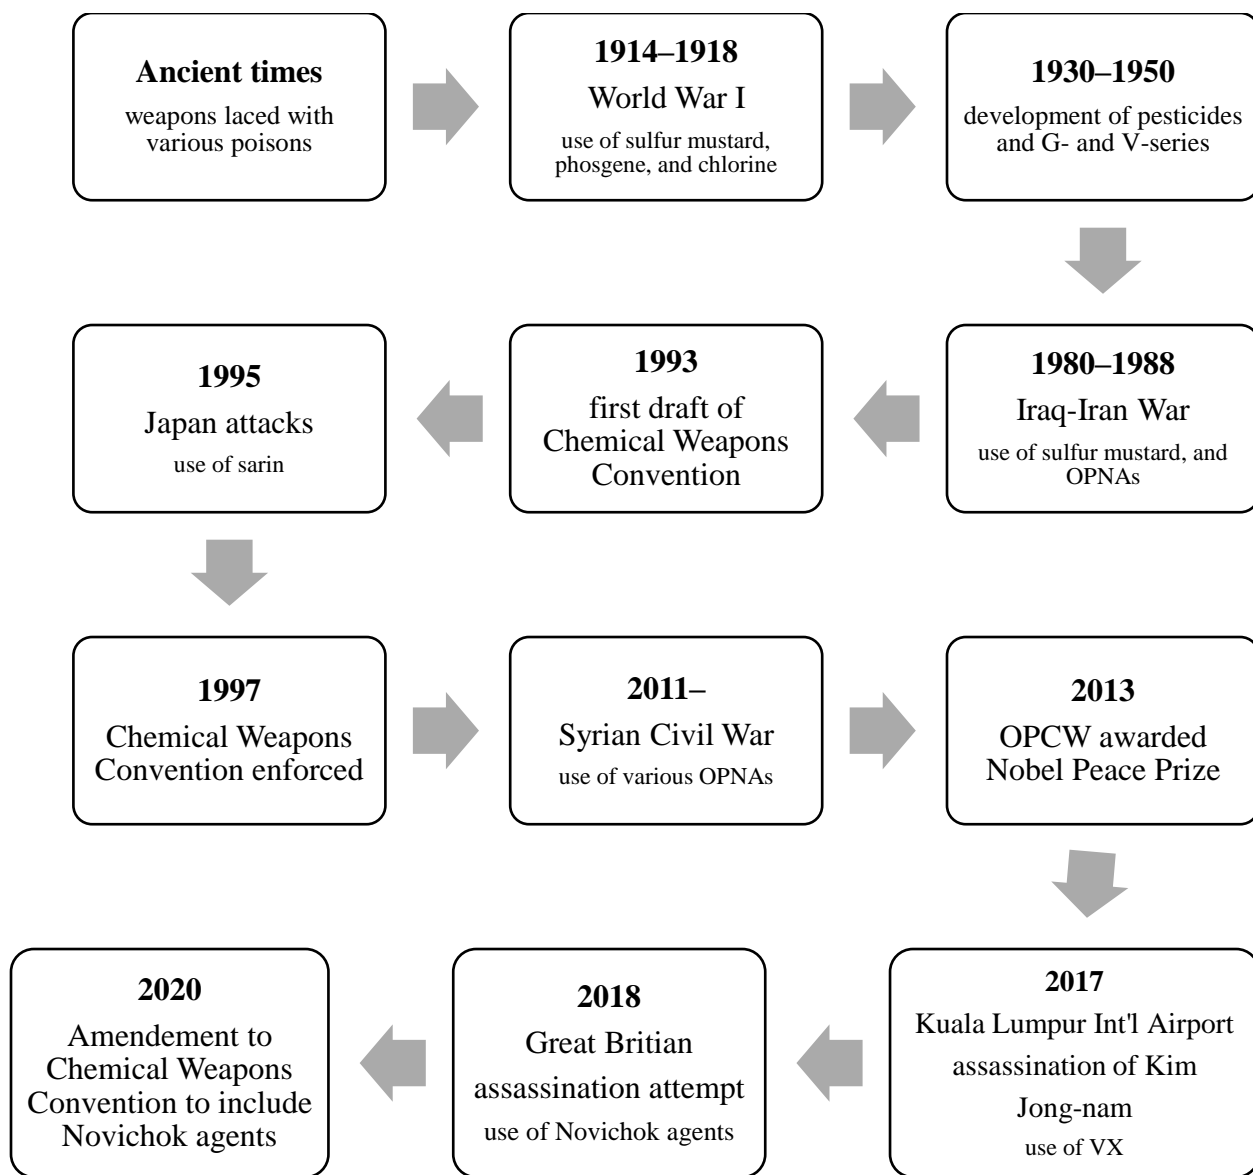 Ancient times
weapons laced with
various poisons
1914–1918
World War I
use of sulfur mustard,
phosgene, and chlorine
1930–1950
development of pesticides
and G- and V-series
1980–1988
Iraq-Iran War
use of sulfur mustard, and
OPNAs
1993
first draft of
Chemical Weapons
Convention
1995
Japan attacks
use of sarin
1997
Chemical Weapons
Convention enforced
2011–
Syrian Civil War
use of various OPNAs
2013
OPCW awarded
Nobel Peace Prize
2017
Kuala Lumpur Int'l Airport
assassination of Kim
Jong-nam
use of VX
2018
Great Britian
assassination attempt
use of Novichok agents
2020
Amendement to
Chemical Weapons
Convention to include
Novichok agents